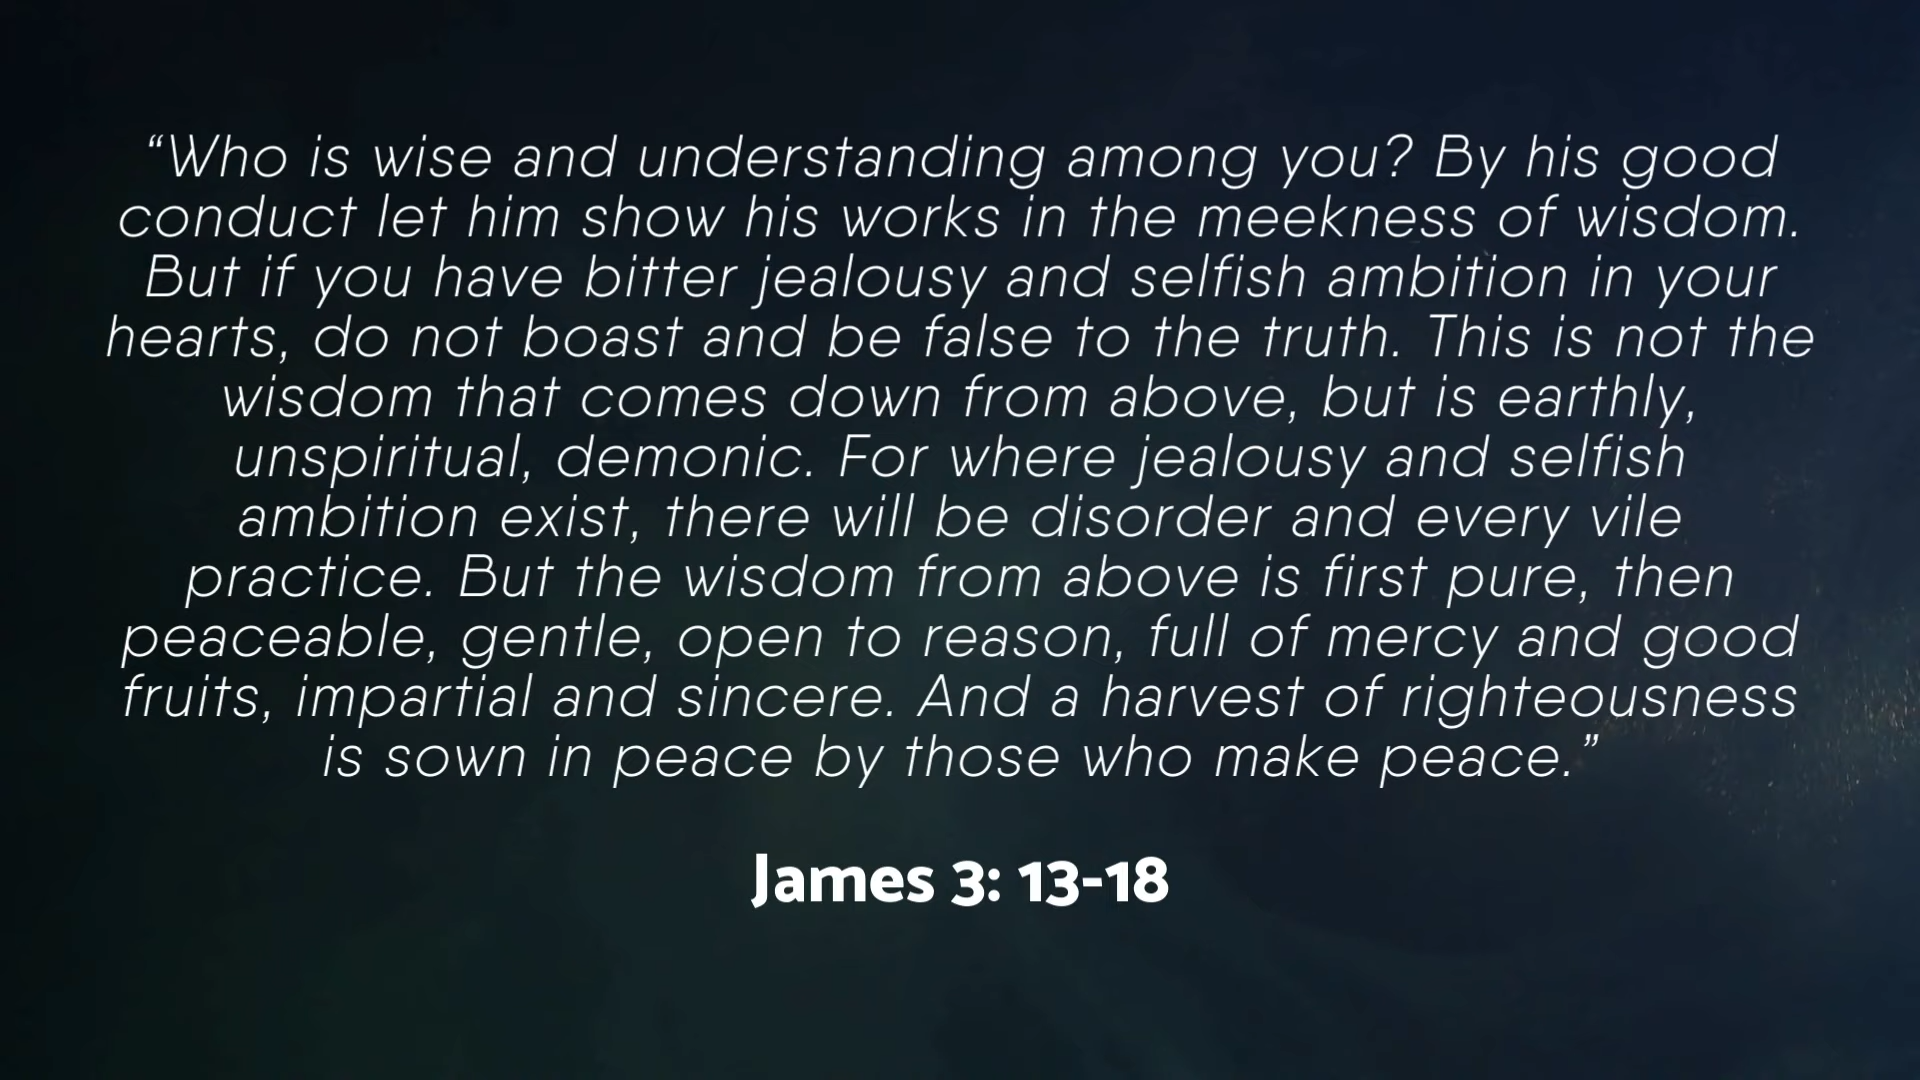 “Who is wise and understanding among you? By his good
conduct let him show his works in the meekness of wisdom.
But if you have bitter jealousy and selfish ambition in your
hearts, do not boast and be false to the truth. This is not the
wisdom that comes down from above, but is earthly,
unspiritual, demonic. For where jealousy and selfish
ambition exist, there will be disorder and every vile
practice. But the wisdom from above is first pure, then
peaceable, gentle, open to reason, full of mercy and good
fruits, impartial and sincere. And a harvest of righteousness
is sown in peace by those who make peace.”
James 3: 13-18